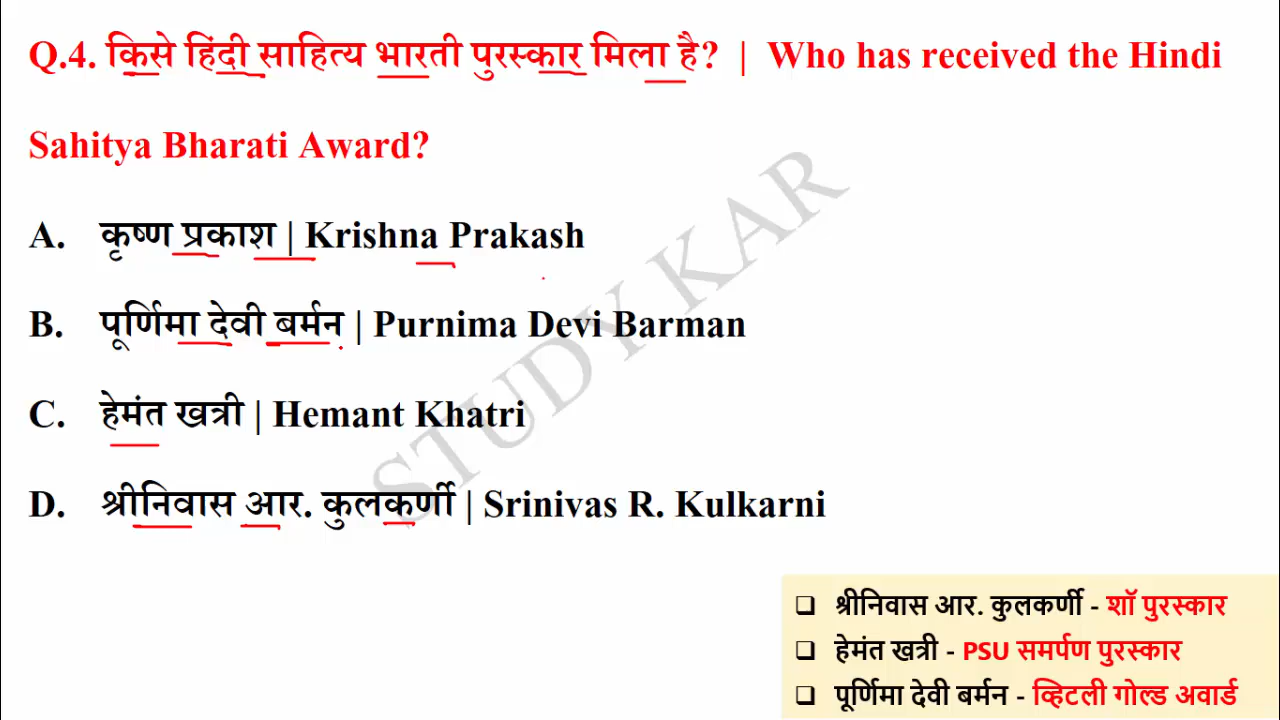 Q.4. किसे हिंदी साहित्य भारती पुरस्कार मिला है? | Who has received the Hindi
Sahitya Bharati Award?
A. कृष्ण प्रकाश | Krishna Prakash
B. पूर्णिमा देवी बर्मन | Purnima Devi Barman
C. हेमंत खत्री | Hemant Khatri
D. श्रीनिवास आर. कुलकर्णी | Srinivas R. Kulkarni
STUDY KAR
❑ श्रीनिवास आर. कुलकर्णी - शॉ पुरस्कार
❑ हेमंत खत्री - PSU समर्पण पुरस्कार
❑ पूर्णिमा देवी बर्मन - व्हिटली गोल्ड अवार्ड